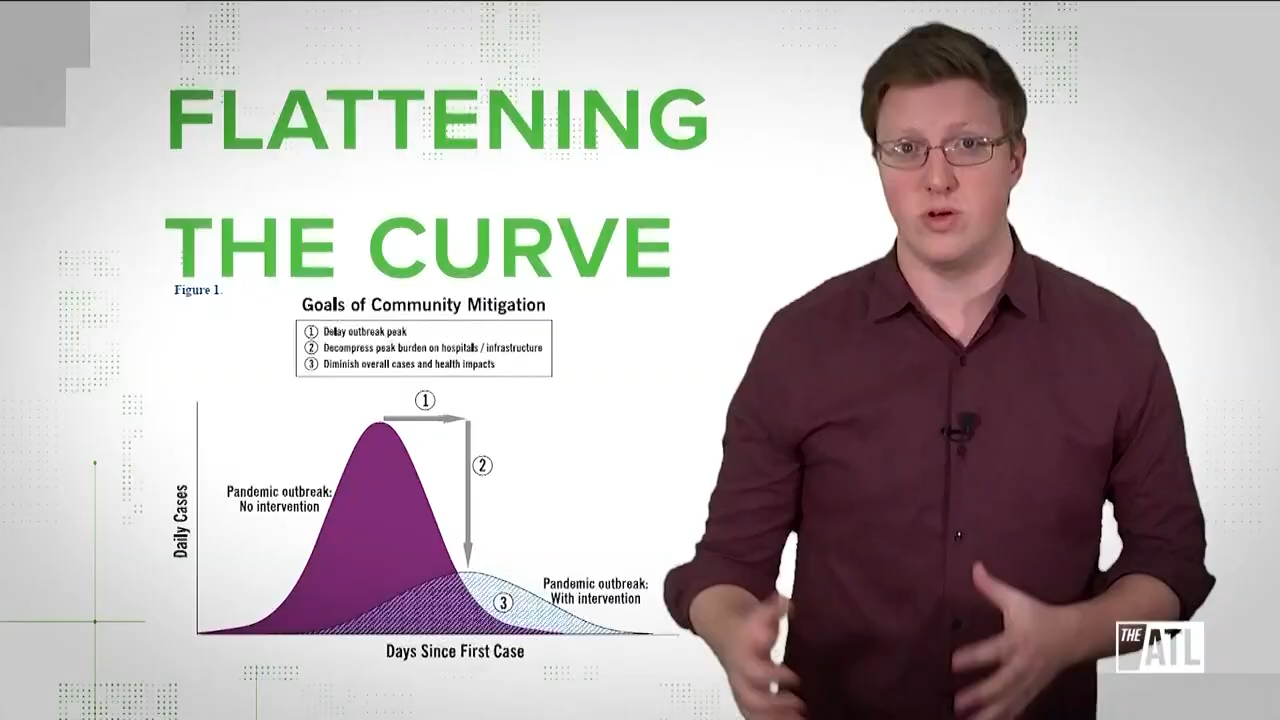 FLATTENING
THE CURVE
Figure 1.
Goals of Community Mitigation
① Delay outbreak peak
② Decompress peak burden on hospitals / infrastructure
③ Diminish overall cases and health impacts
①
②
Pandemic outbreak:
No intervention
Daily Cases
Pandemic outbreak:
With intervention
③
Days Since First Case
THE ATL